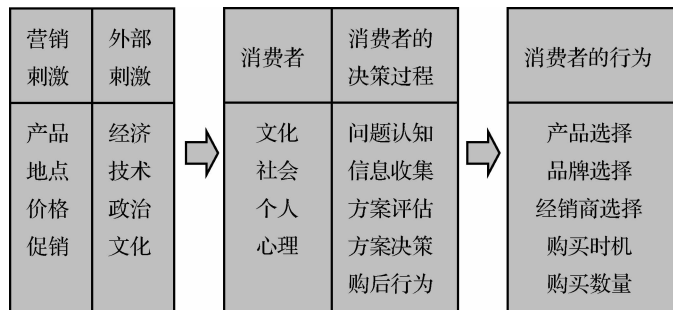 营销
刺激
外部
刺激
产品
地点
价格
促销
经济
技术
政治
文化
消费者
消费者的
决策过程
文化
社会
个人
心理
问题认知
信息收集
方案评估
方案决策
购后行为
消费者的行为
产品选择
品牌选择
经销商选择
购买时机
购买数量